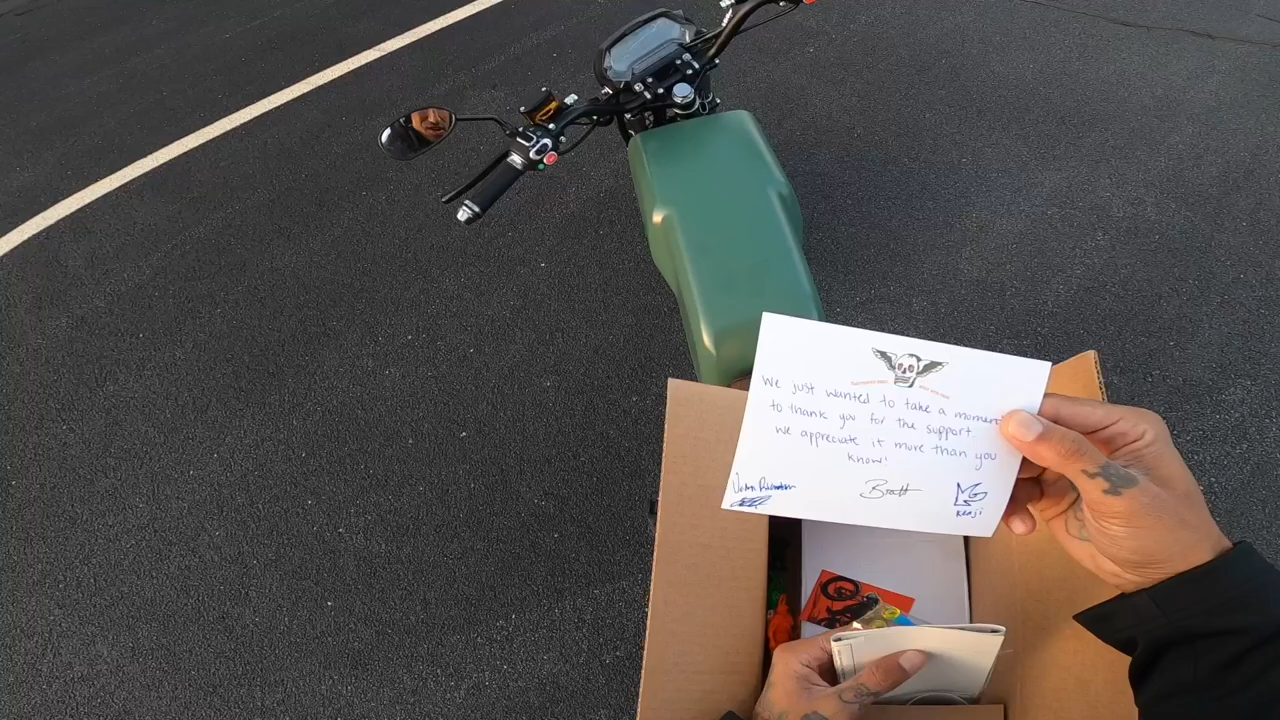 We just wanted to take a moment
to thank you for the support.
we appreciate it more than you
know!
Brett
Kenji